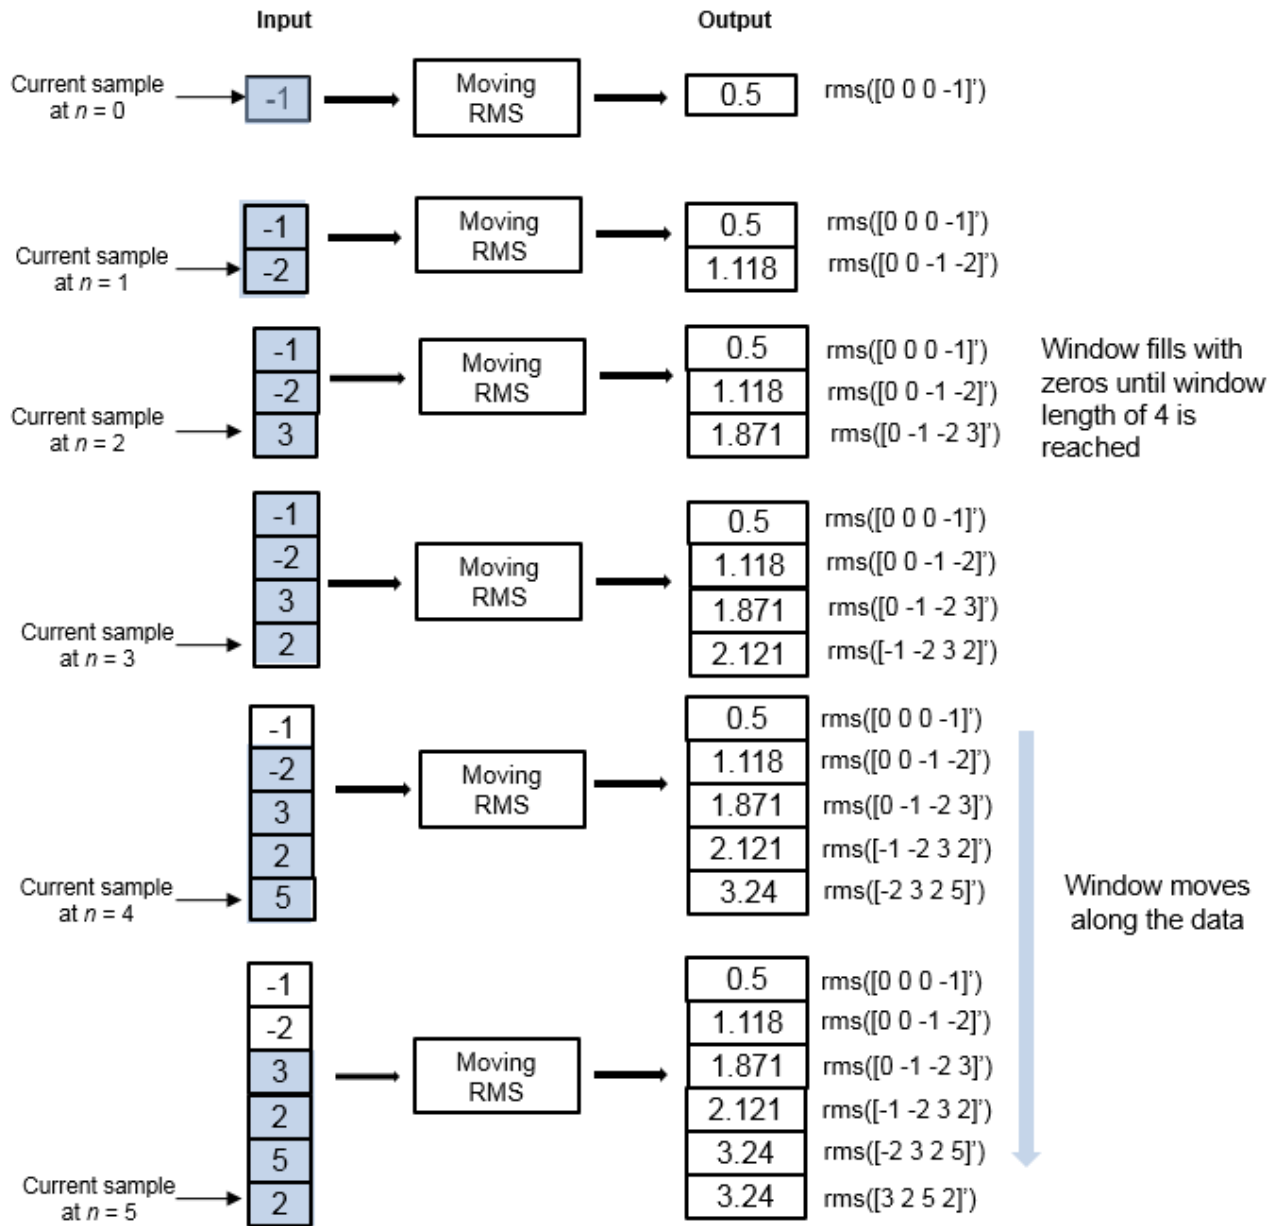 Input Output
Current sample
at n = 0
-1
Moving
RMS
0.5
rms([0 0 0 -1]')
Current sample
at n = 1
-1
-2
Moving
RMS
0.5 rms([0 0 0 -1]')
1.118 rms([0 0 -1 -2]')
Current sample
at n = 2
-1
-2
3
Moving
RMS
0.5 rms([0 0 0 -1]')
1.118 rms([0 0 -1 -2]')
1.871 rms([0 -1 -2 3]')
Window fills with
zeros until window
length of 4 is
reached
Current sample
at n = 3
-1
-2
3
2
Moving
RMS
0.5 rms([0 0 0 -1]')
1.118 rms([0 0 -1 -2]')
1.871 rms([0 -1 -2 3]')
2.121 rms([-1 -2 3 2]')
Current sample
at n = 4
-1
-2
3
2
5
Moving
RMS
0.5 rms([0 0 0 -1]')
1.118 rms([0 0 -1 -2]')
1.871 rms([0 -1 -2 3]')
2.121 rms([-1 -2 3 2]')
3.24 rms([-2 3 2 5]')
Window moves
along the data
Current sample
at n = 5
-1
-2
3
2
5
2
Moving
RMS
0.5 rms([0 0 0 -1]')
1.118 rms([0 0 -1 -2]')
1.871 rms([0 -1 -2 3]')
2.121 rms([-1 -2 3 2]')
3.24 rms([-2 3 2 5]')
3.24 rms([3 2 5 2]')